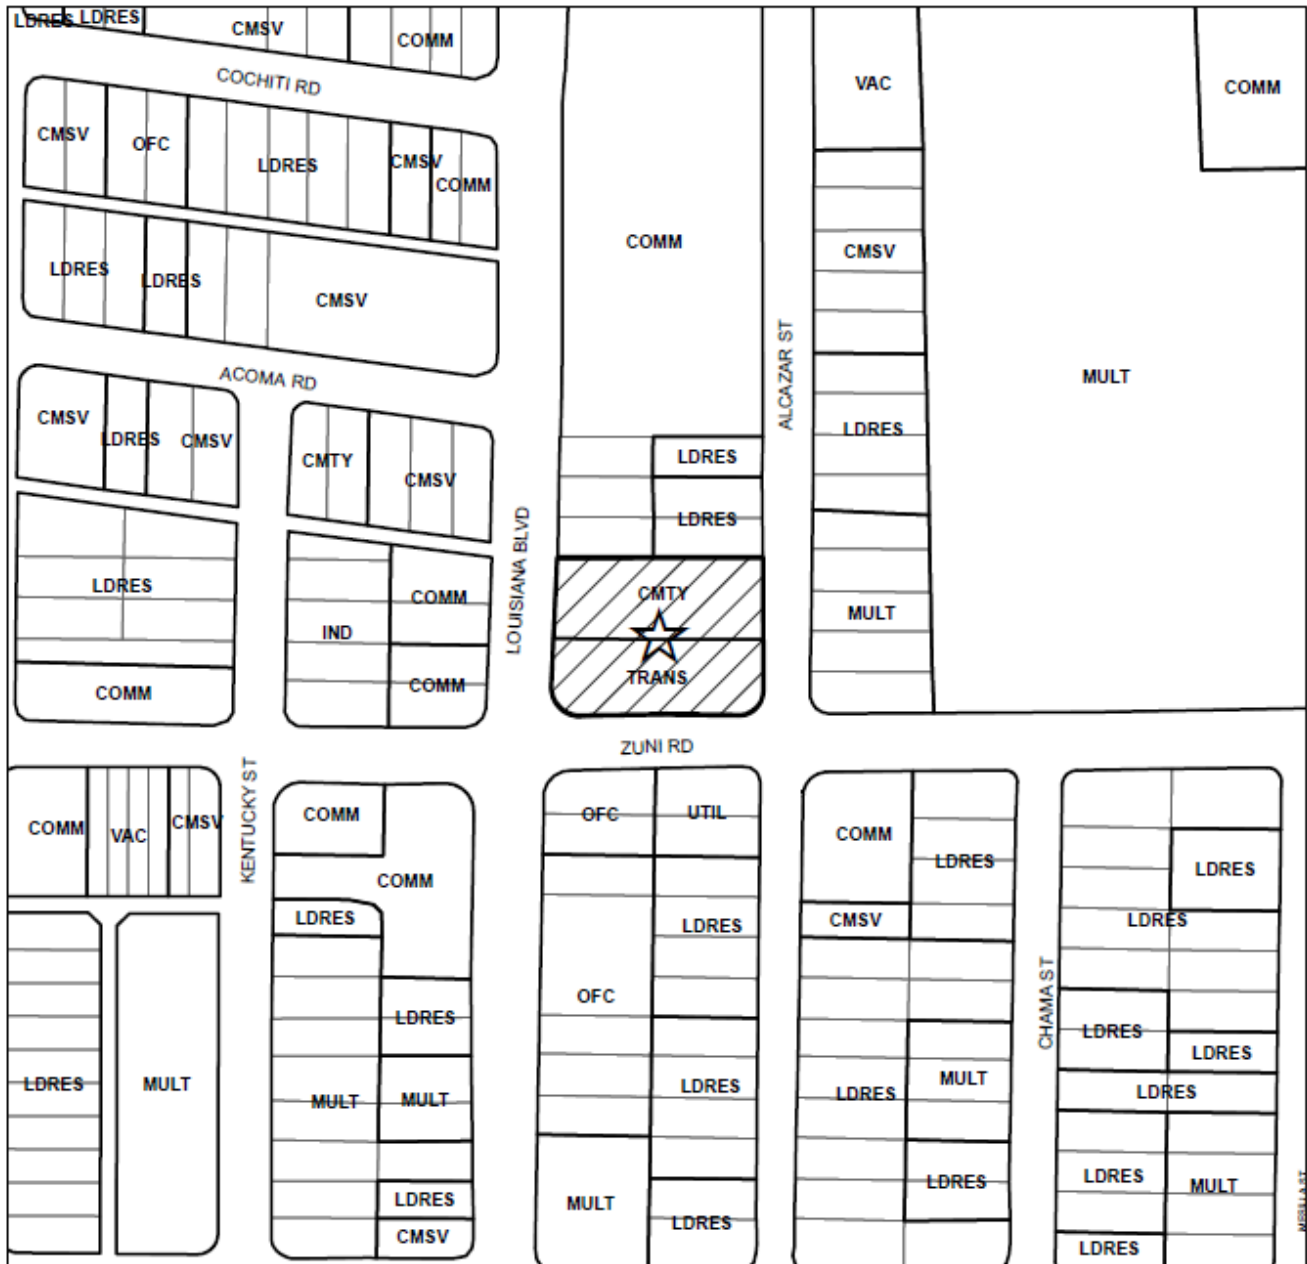 LDRES
LDRES
CMSV
COMM
COCHITI RD
VAC
COMM
CMSV
OFC
LDRES
CMSV
COMM
LDRES
LDRES
CMSV
COMM
CMSV
ACOMA RD
ALCAZAR ST
MULT
CMSV
LDRES
CMSV
CMTY
CMSV
LDRES
LDRES
LDRES
LOUISIANA BLVD
LDRES
IND
COMM
CMTY
MULT
COMM
COMM
TRANS
ZUNI RD
KENTUCKY ST
COMM
VAC
CMSV
COMM
OFC
UTIL
COMM
LDRES
LDRES
COMM
LDRES
LDRES
CMSV
LDRES
OFC
LDRES
CHAMA ST
LDRES
LDRES
LDRES
MULT
MULT
MULT
LDRES
LDRES
MULT
LDRES
LDRES
MULT
LDRES
LDRES
MULT
CMSV
LDRES
LDRES
MESILLA ST